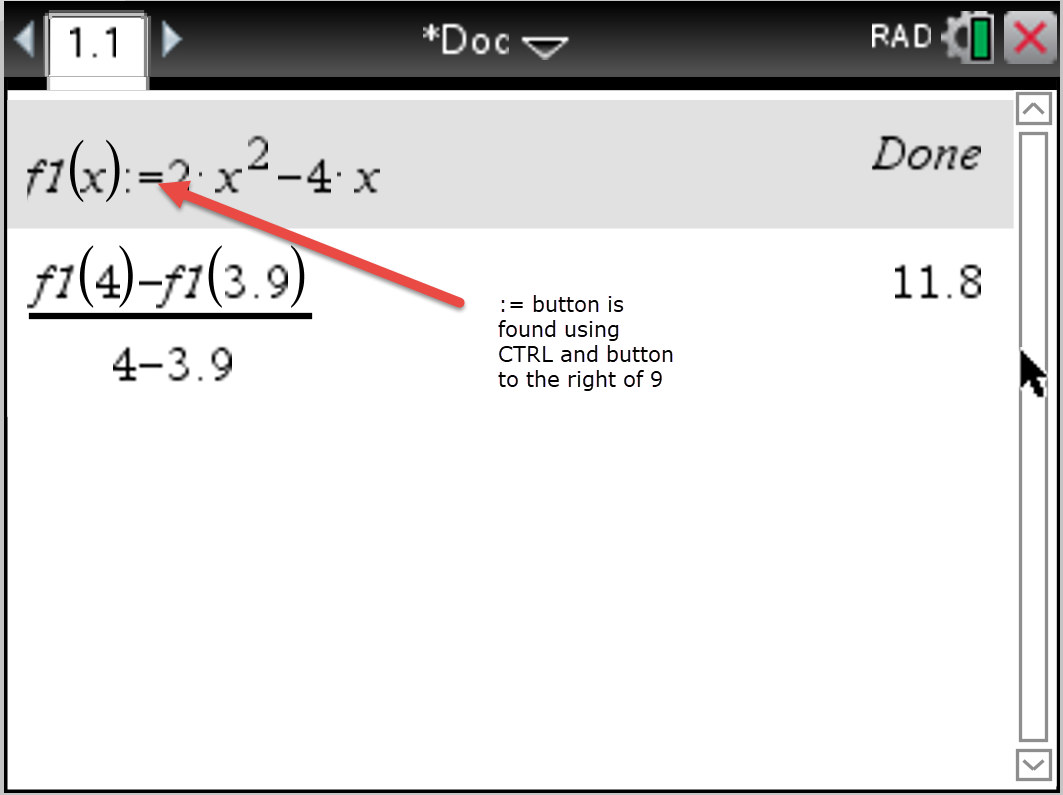 1.1 *Doc RAD
f1(x):=2·x²−4·x Done
f1(4)−f1(3.9) 11.8
4−3.9
:= button is
found using
CTRL and button
to the right of 9